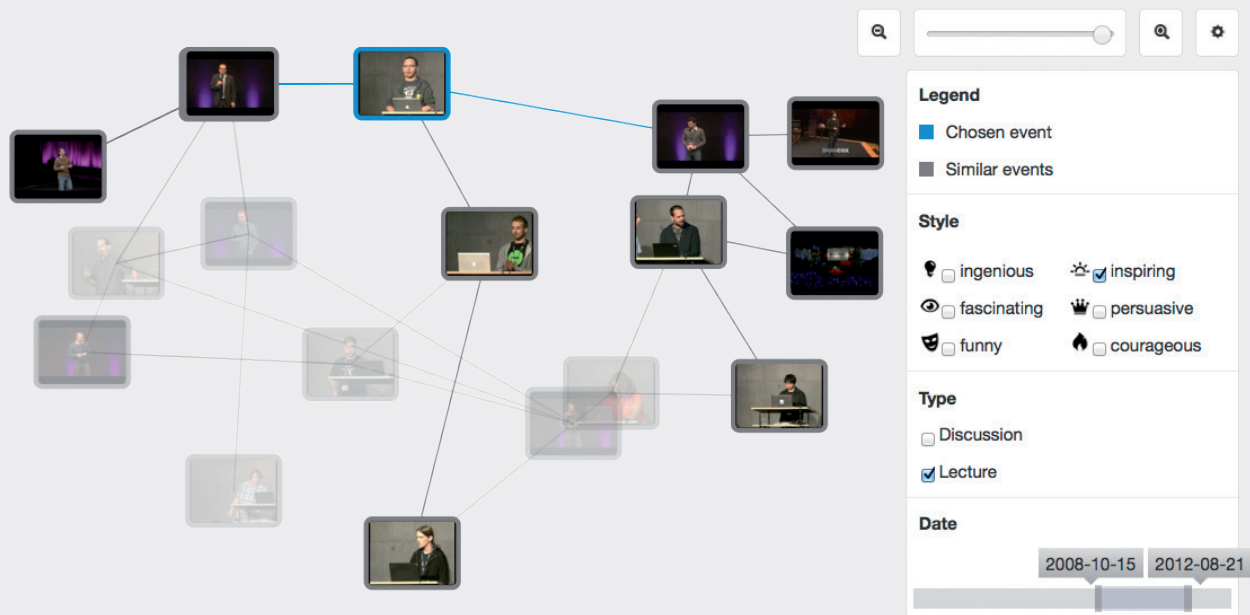 Legend
Chosen event
Similar events
Style
ingenious inspiring
fascinating persuasive
funny courageous
Type
Discussion
Lecture
Date
2008-10-15 2012-08-21